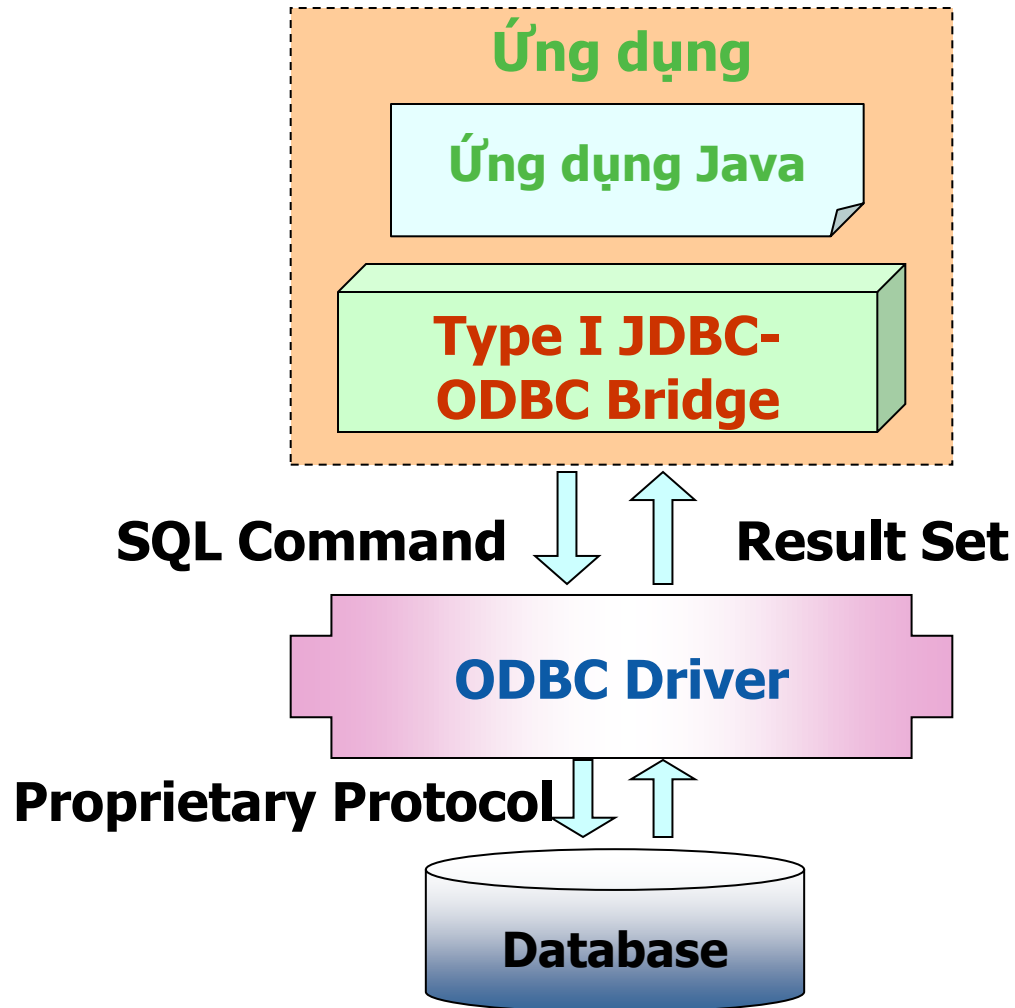 Ứng dụng
Ứng dụng Java
Type I JDBC-
ODBC Bridge
SQL Command
Result Set
ODBC Driver
Proprietary Protocol
Database